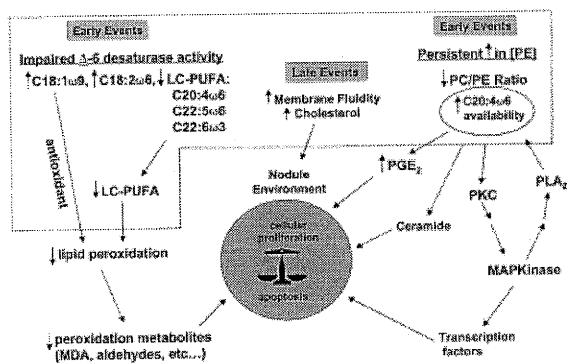 Early Events
Impaired Δ-6 desaturase activity
↑C18:1ω9, ↑C18:2ω6, ↓LC-PUFA:
C20:4ω6
C22:5ω6
C22:6ω3
antioxidant
↓LC-PUFA
↓lipid peroxidation
↓peroxidation metabolites
(MDA, aldehydes, etc...)
Late Events
↑Membrane Fluidity
↑Cholesterol
Nodule
Environment
cellular
proliferation
apoptosis
Early Events
Persistent ↑ in [PE]
↓PC/PE Ratio
↑C20:4ω6
availability
↑PGE2
PKC
PLA2
Ceramide
MAPKinase
Transcription
factors